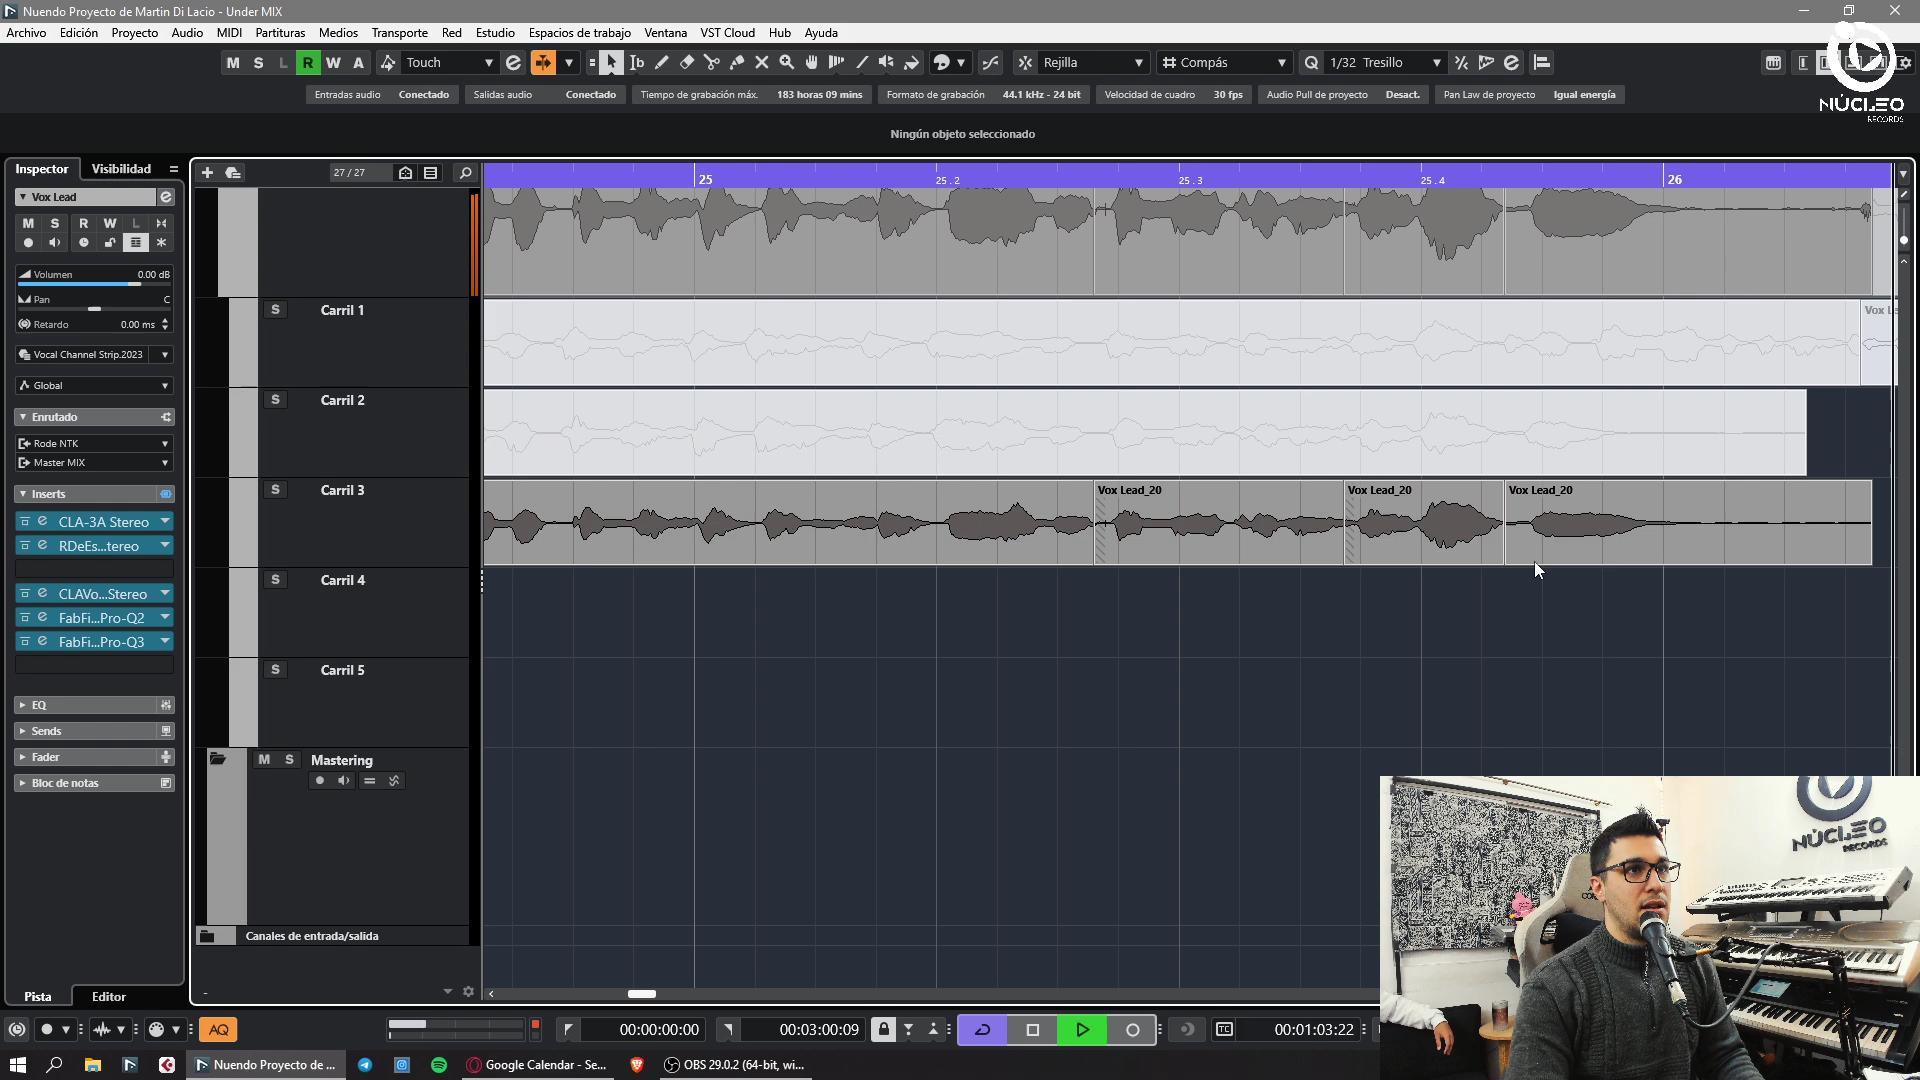 Nuendo Proyecto de Martin Di Lacio - Under MIX
Archivo Edición Proyecto Audio MIDI Partituras Medios Transporte Red Estudio Espacios de trabajo Ventana VST Cloud Hub Ayuda
M S L R W A Touch Rejilla Compás Q 1/32 Tresillo
NÚCLEO
RECORDS
Entradas audio Conectado Salidas audio Conectado Tiempo de grabación máx. 183 horas 09 mins Formato de grabación 44.1 kHz - 24 bit Velocidad de cuadro 30 fps Audio Pull de proyecto Desact. Pan Law de proyecto Igual energía
Ningún objeto seleccionado
Inspector Visibilidad
27 / 27
25 25.2 25.3 25.4 26
Vox Lead
M S R W L
Volumen 0.00 dB
Pan C
Retardo 0.00 ms
Vocal Channel Strip.2023
Global
Enrutado
Rode NTK
Master MIX
Inserts
CLA-3A Stereo
RDeEs...tereo
CLAVo...Stereo
FabFi...Pro-Q2
FabFi...Pro-Q3
EQ
Sends
Fader
Bloc de notas
S Carril 1
Vox Le
S Carril 2
S Carril 3
Vox Lead_20 Vox Lead_20 Vox Lead_20
S Carril 4
S Carril 5
M S Mastering
Canales de entrada/salida
NÚCLEO
RECORDS
Pista Editor
AQ 00:00:00:00 00:03:00:09 TC 00:01:03:22
Nuendo Proyecto de ... Google Calendar - Se... OBS 29.0.2 (64-bit, wi...